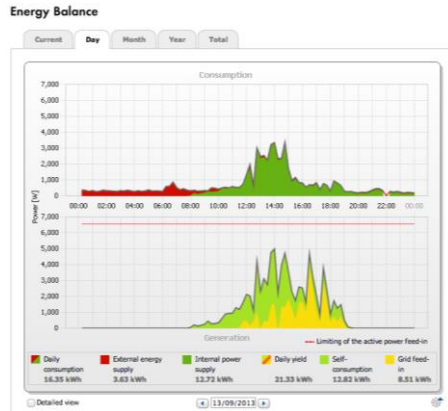 Energy Balance
Current Day Month Year Total
Consumption
7,000
6,000
5,000
4,000
3,000
2,000
1,000
0
00:00 02:00 04:00 06:00 08:00 10:00 12:00 14:00 16:00 18:00 20:00 22:00 00:00
Power [W]
7,000
6,000
5,000
4,000
3,000
2,000
1,000
0
Generation
Limiting of the active power feed-in
Daily consumption 16.35 kWh
External energy supply 3.63 kWh
Internal power supply 12.72 kWh
Daily yield 21.33 kWh
Self-consumption 12.82 kWh
Grid feed-in 8.51 kWh
Detailed view
13/09/2013